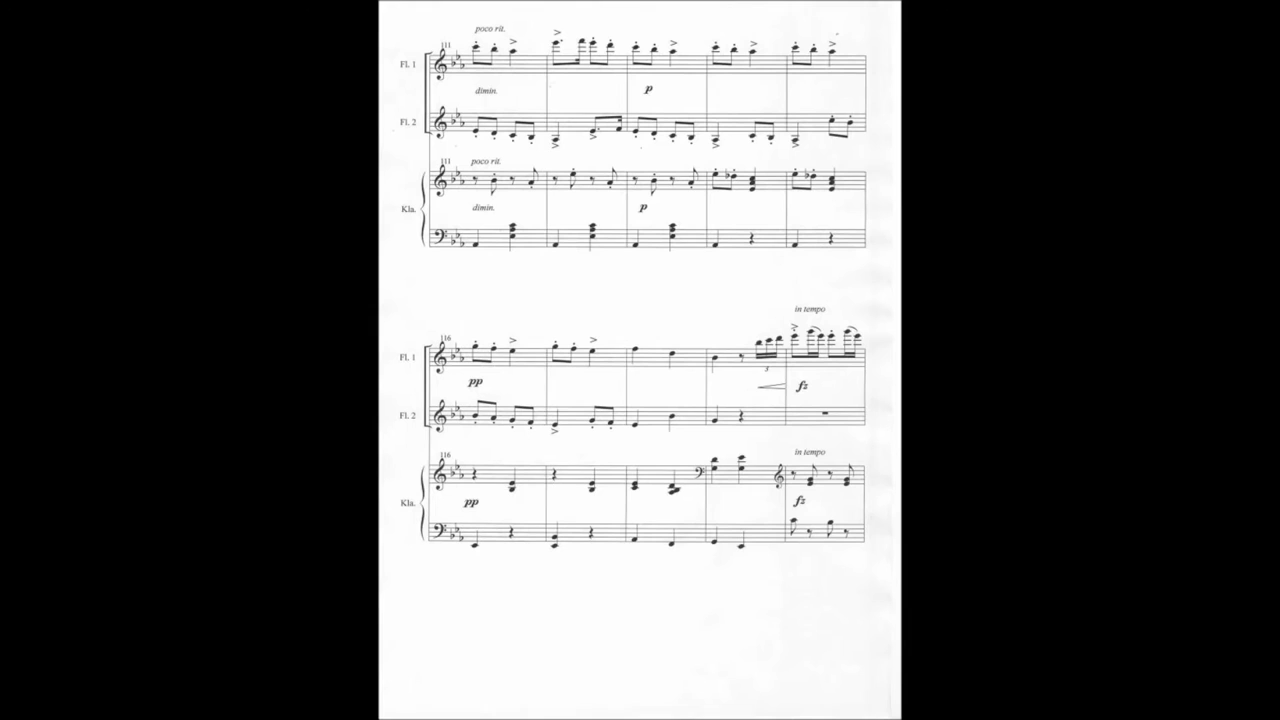 poco rit.
111
Fl. 1
dimin.
p
Fl. 2
111
poco rit.
Kla.
dimin.
p
in tempo
116
Fl. 1
3
pp
fz
Fl. 2
116
in tempo
Kla.
pp
fz